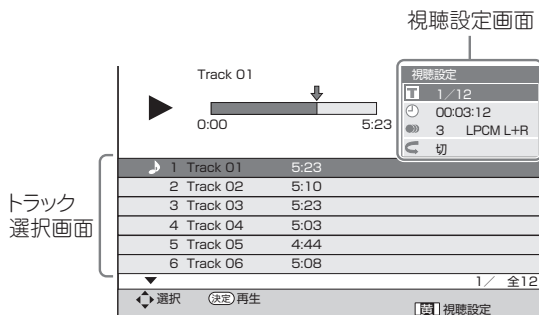 視聴設定画面
Track 01
0:00 5:23
視聴設定
T 1/12
00:03:12
3 LPCM L+R
切
トラック
選択画面
1 Track 01 5:23
2 Track 02 5:10
3 Track 03 5:23
4 Track 04 5:03
5 Track 05 4:44
6 Track 06 5:08
1/ 全12
選択 決定 再生
黄 視聴設定